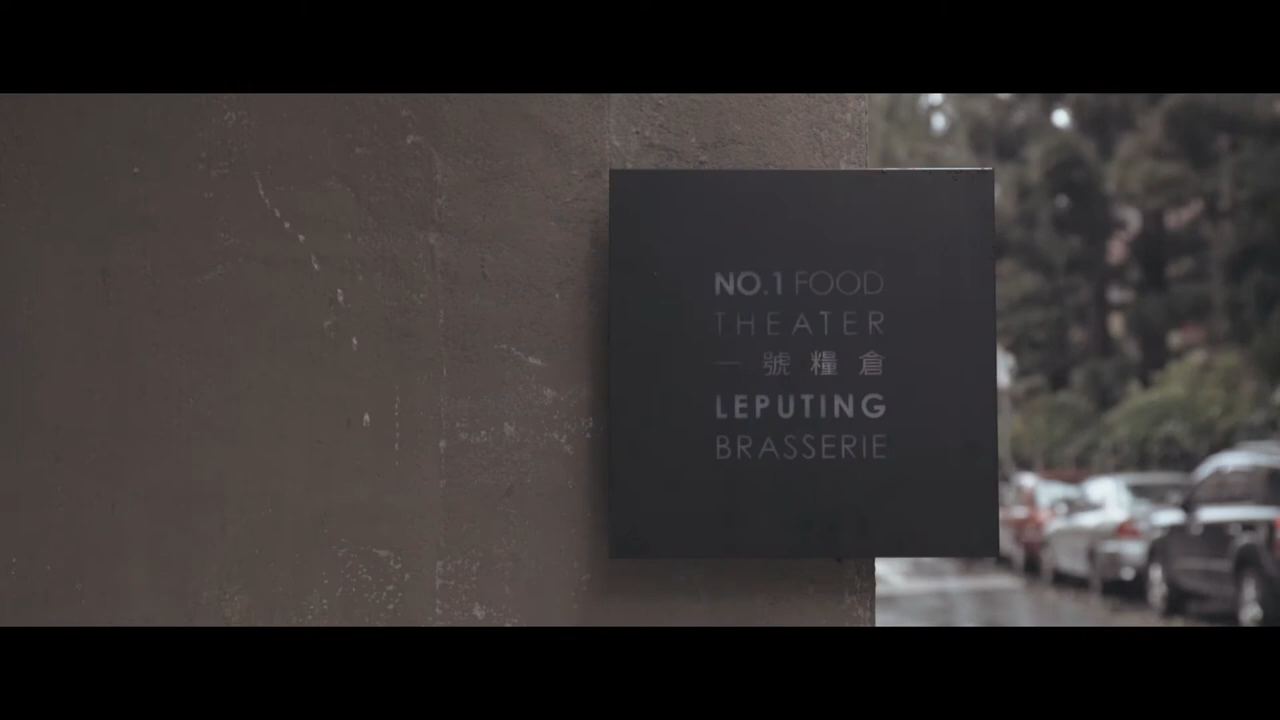 NO.1 FOOD
THEATER
一號糧倉
LEPUTING
BRASSERIE